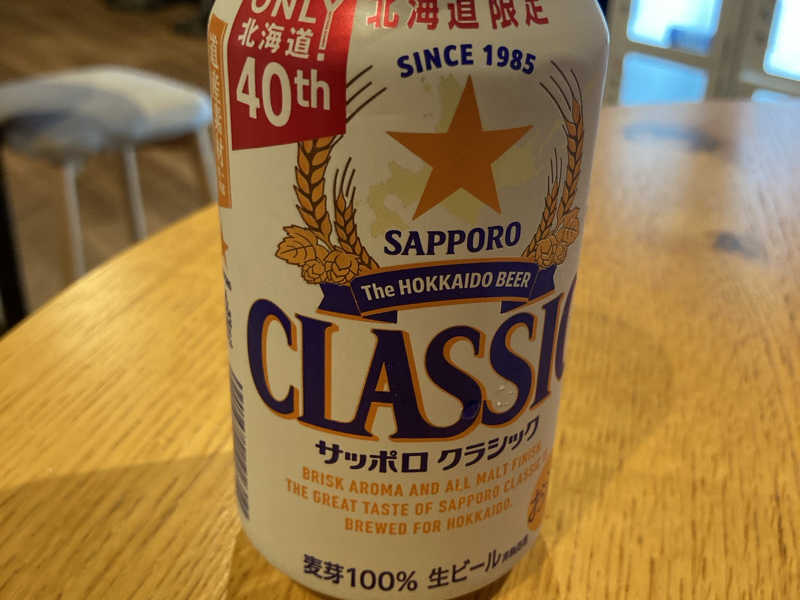 ONLY
北海道!
40th
北海道限定
SINCE 1985
SAPPORO
The HOKKAIDO BEER
CLASSIC
サッポロ クラシック
BRISK AROMA AND ALL MALT FINISH.
THE GREAT TASTE OF SAPPORO CLASSIC
BREWED FOR HOKKAIDO.
麦芽100% 生ビール